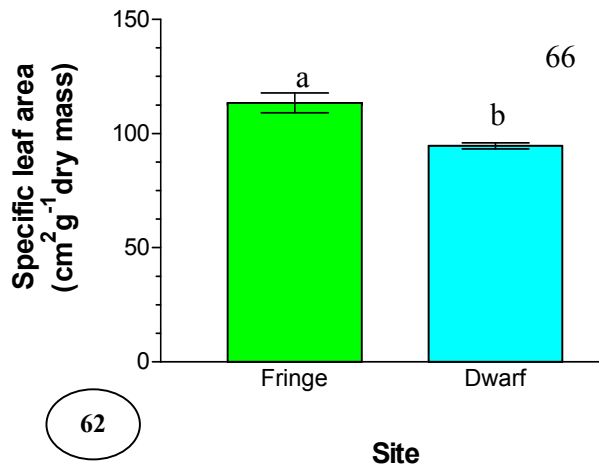 150
66
a
b
100
50
0
Specific leaf area
(cm²g⁻¹dry mass)
Fringe Dwarf
62
Site